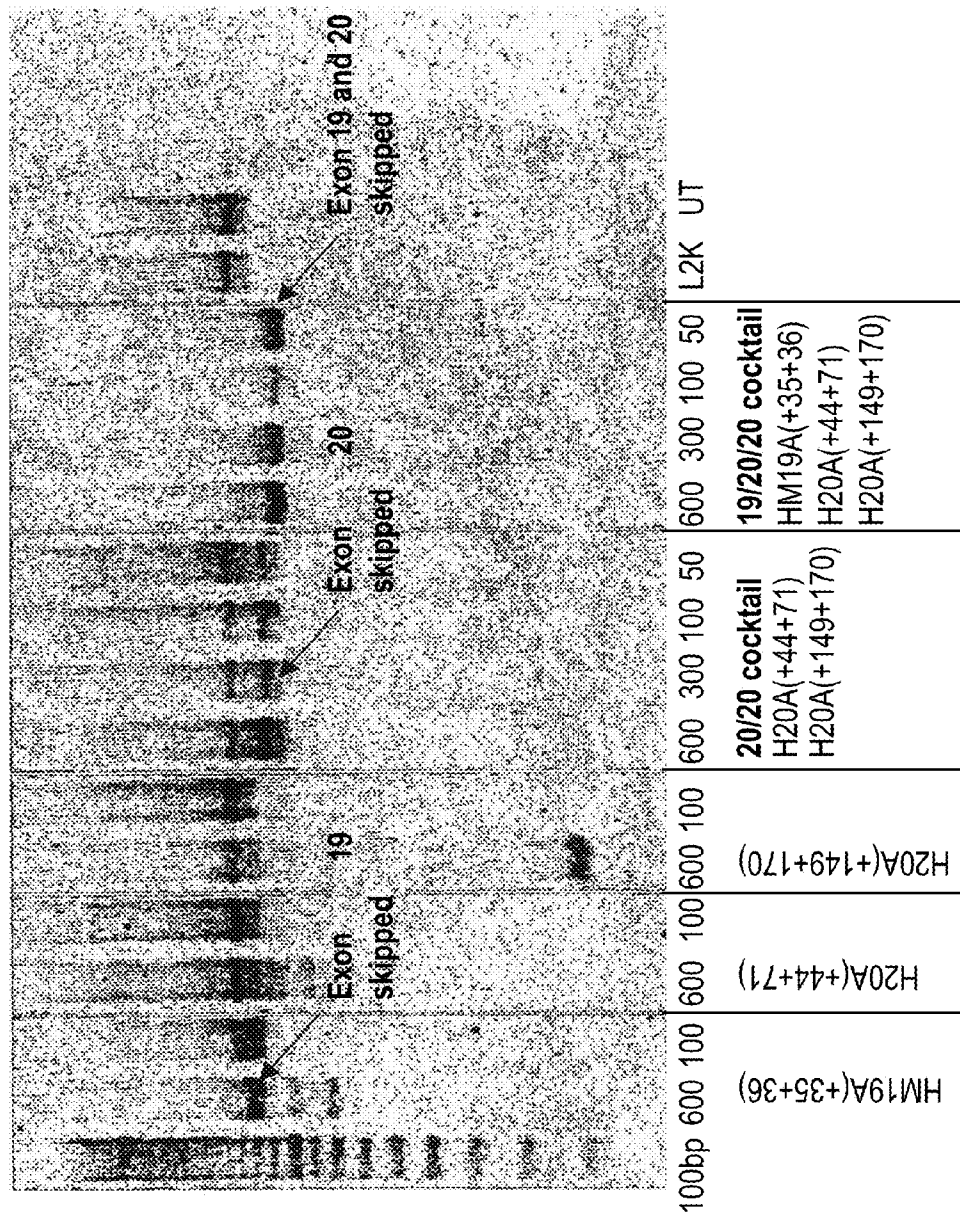 Exon 19
skipped
Exon 20
skipped
Exon 19 and 20
skipped
100bp 600 100 600 100 600 100 600 300 100 50 600 300 100 50 L2K UT
HM19A(+35+36)
H20A(+44+71)
H20A(+149+170)
20/20 cocktail
H20A(+44+71)
H20A(+149+170)
19/20/20 cocktail
HM19A(+35+36)
H20A(+44+71)
H20A(+149+170)